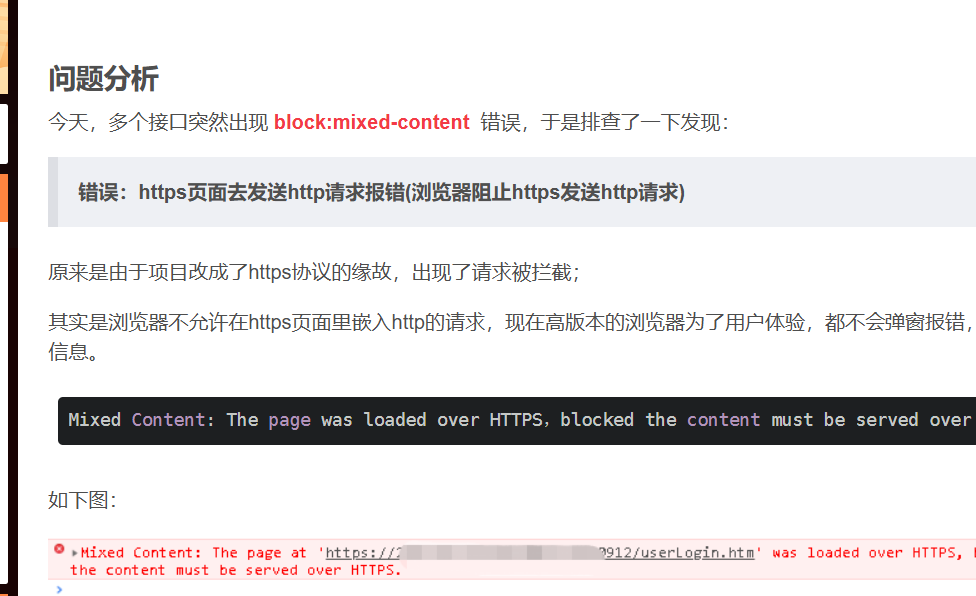 问题分析
今天，多个接口突然出现 block:mixed-content 错误，于是排查了一下发现：
错误：https页面去发送http请求报错(浏览器阻止https发送http请求)
原来是由于项目改成了https协议的缘故，出现了请求被拦截；
其实是浏览器不允许在https页面里嵌入http的请求，现在高版本的浏览器为了用户体验，都不会弹窗报错，
信息。
Mixed Content: The page was loaded over HTTPS，blocked the content must be served over
如下图：
Mixed Content: The page at 'https://2 0912/userLogin.htm' was loaded over HTTPS,
the content must be served over HTTPS.